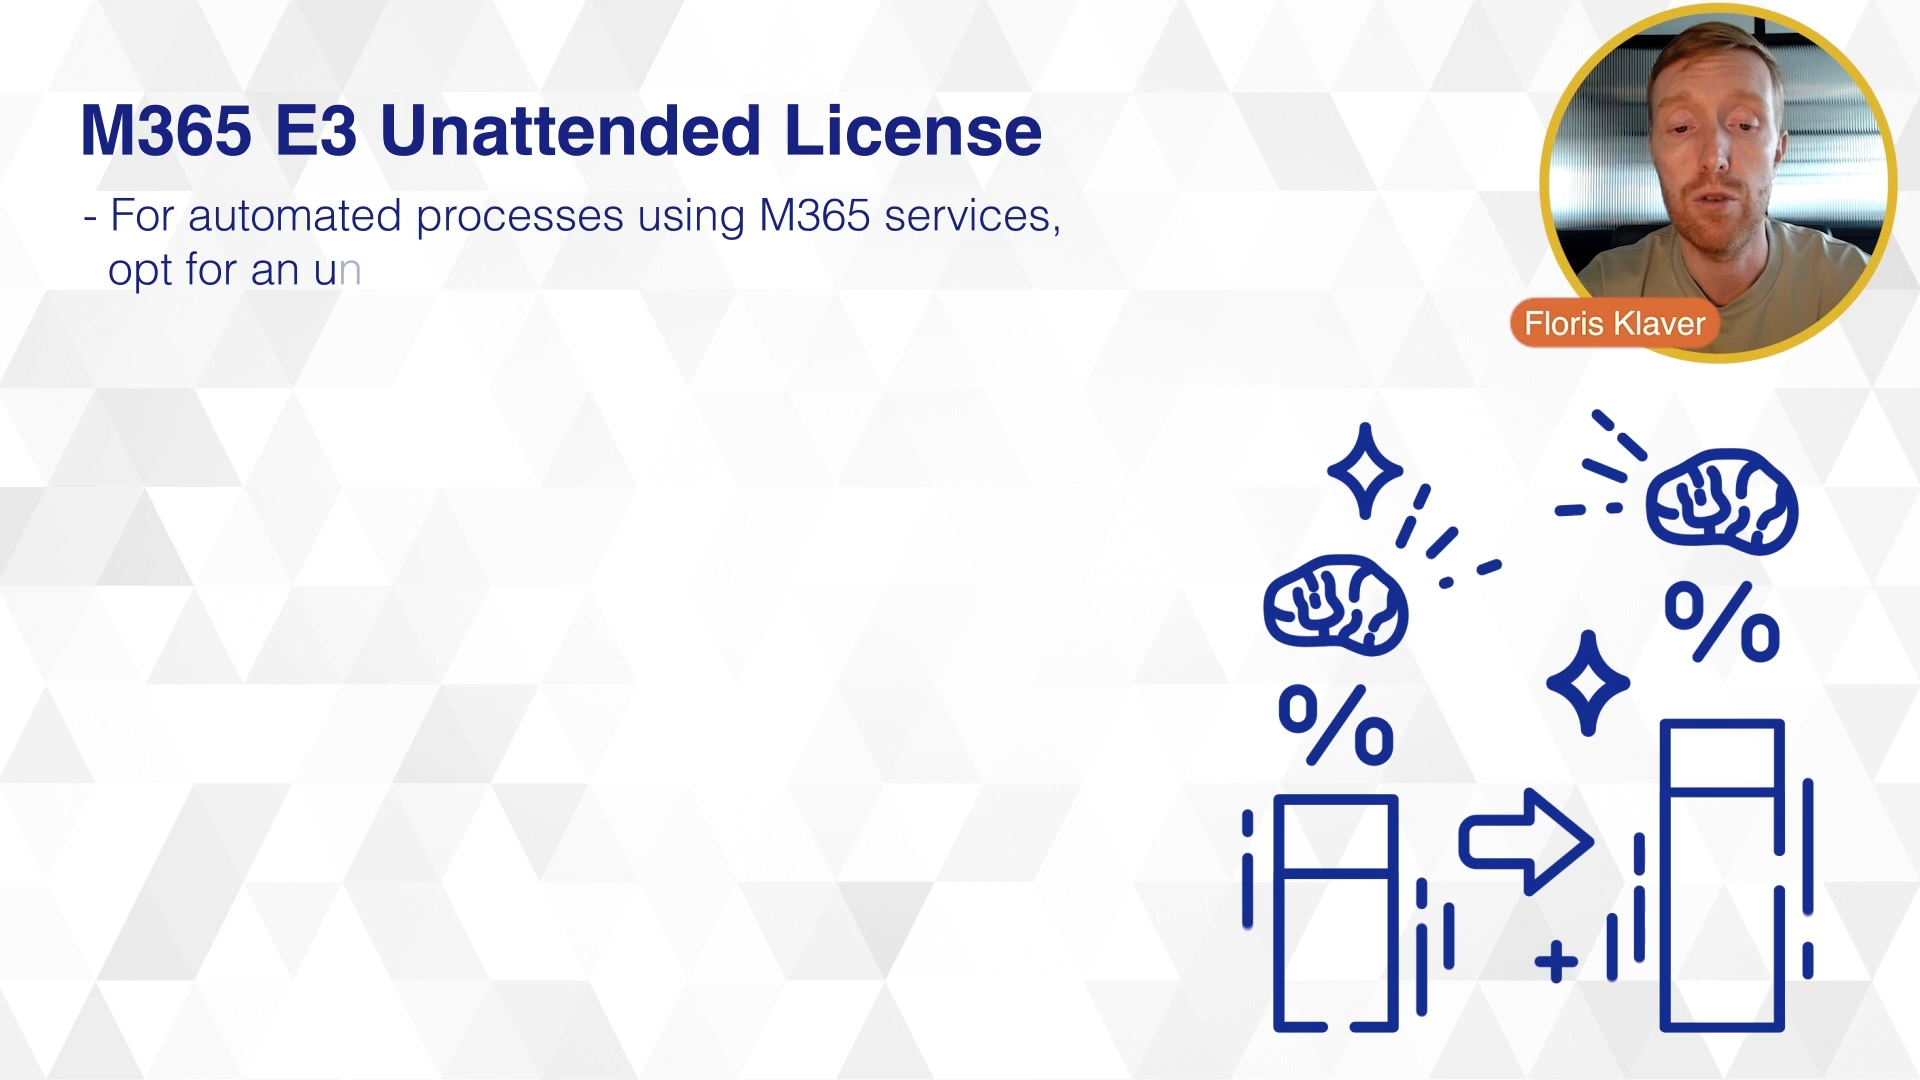 M365 E3 Unattended License
- For automated processes using M365 services,
opt for an un
Floris Klaver
%
%